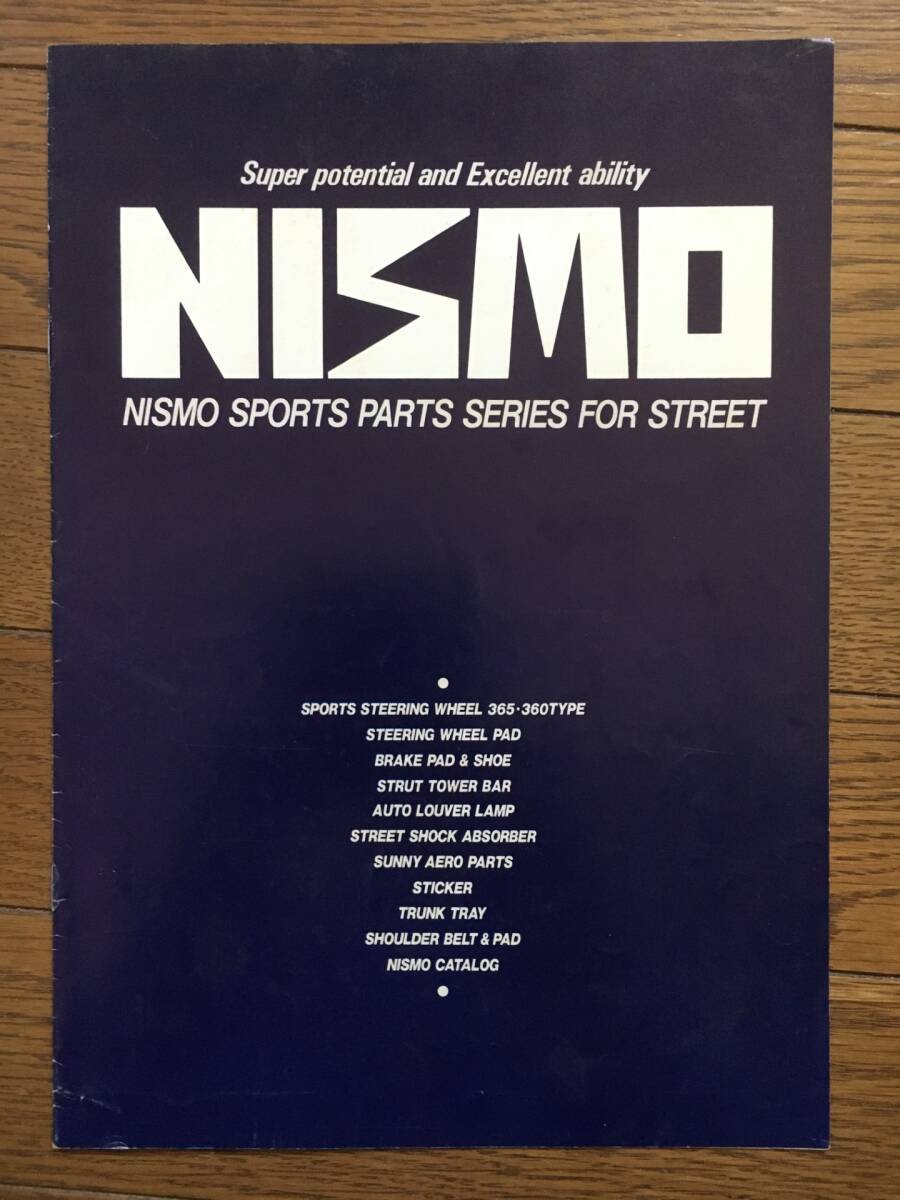 Super potential and Excellent ability
NISMO
NISMO SPORTS PARTS SERIES FOR STREET
SPORTS STEERING WHEEL 365·360TYPE
STEERING WHEEL PAD
BRAKE PAD & SHOE
STRUT TOWER BAR
AUTO LOUVER LAMP
STREET SHOCK ABSORBER
SUNNY AERO PARTS
STICKER
TRUNK TRAY
SHOULDER BELT & PAD
NISMO CATALOG